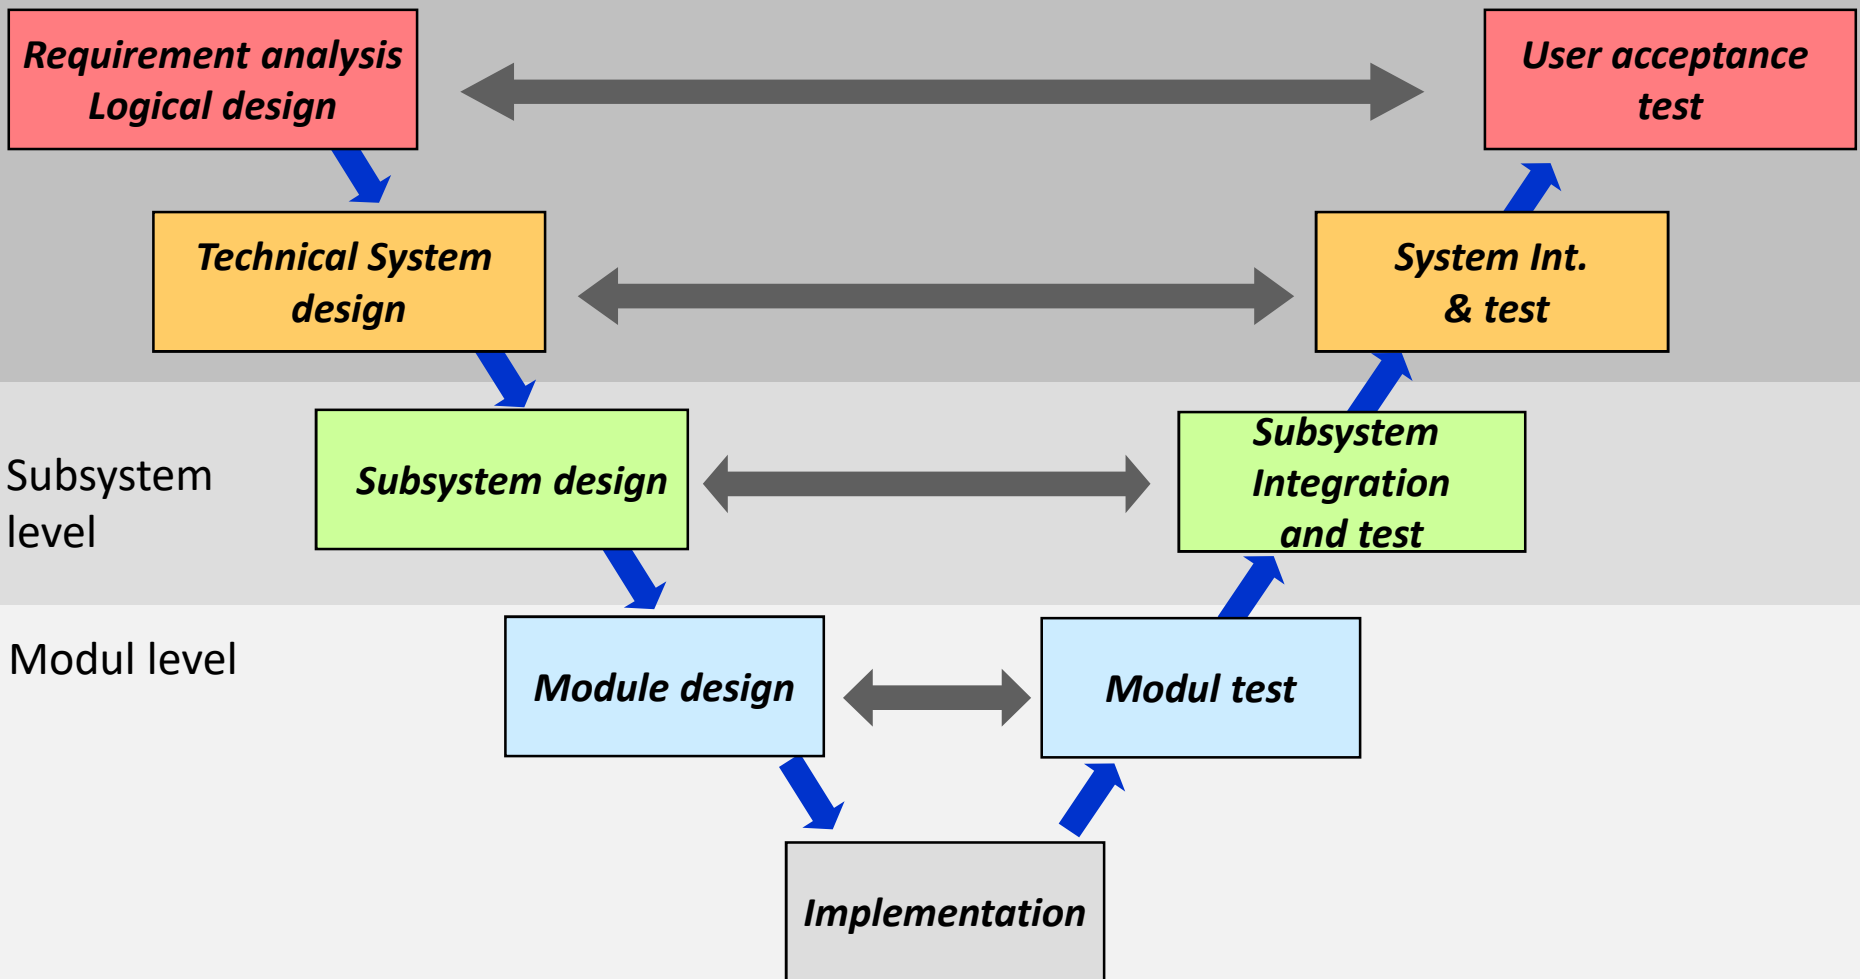 Requirement analysis
Logical design
User acceptance
test
Technical System
design
System Int.
& test
Subsystem
level
Subsystem design
Subsystem
Integration
and test
Modul level
Module design
Modul test
Implementation